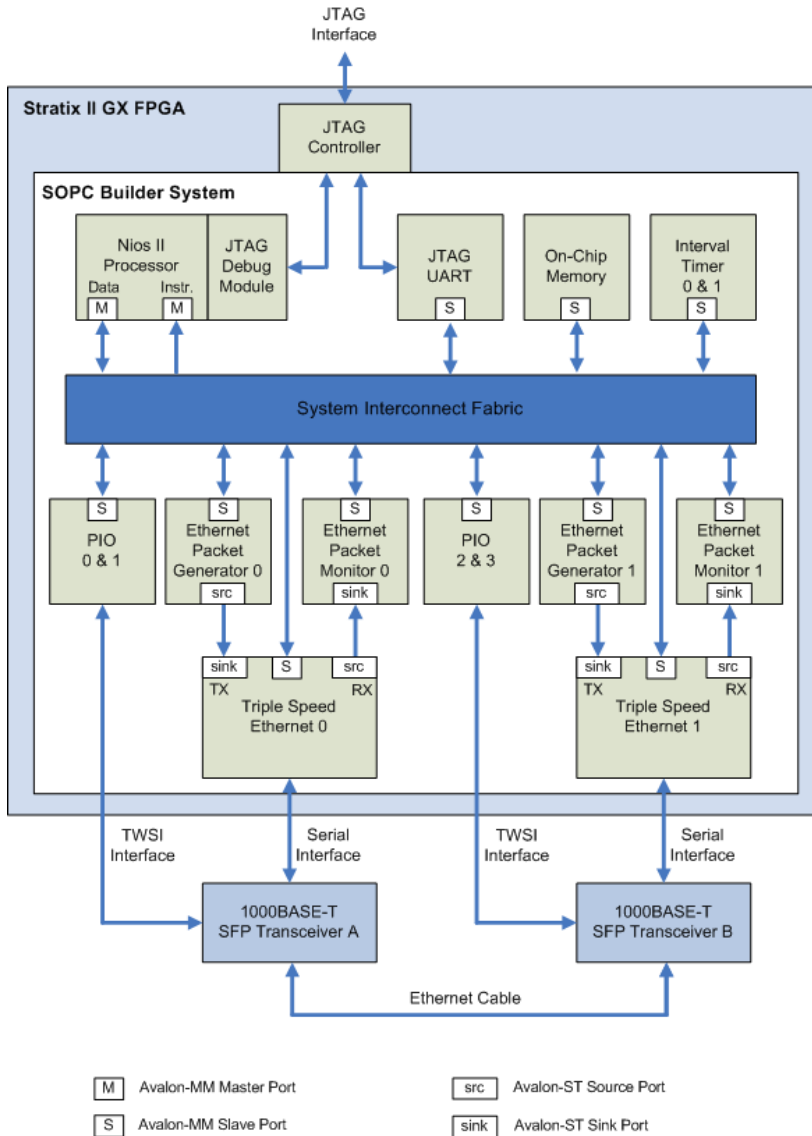 JTAG
Interface
Stratix II GX FPGA
JTAG
Controller
SOPC Builder System
Nios II
Processor
Data
Instr.
M
M
JTAG
Debug
Module
JTAG
UART
S
On-Chip
Memory
S
Interval
Timer
0 & 1
S
System Interconnect Fabric
S
PIO
0 & 1
S
Ethernet
Packet
Generator 0
src
S
Ethernet
Packet
Monitor 0
sink
S
PIO
2 & 3
S
Ethernet
Packet
Generator 1
src
S
Ethernet
Packet
Monitor 1
sink
sink
S
src
TX
RX
Triple Speed
Ethernet 0
sink
S
src
TX
RX
Triple Speed
Ethernet 1
TWSI
Interface
Serial
Interface
TWSI
Interface
Serial
Interface
1000BASE-T
SFP Transceiver A
1000BASE-T
SFP Transceiver B
Ethernet Cable
M Avalon-MM Master Port
src Avalon-ST Source Port
S Avalon-MM Slave Port
sink Avalon-ST Sink Port